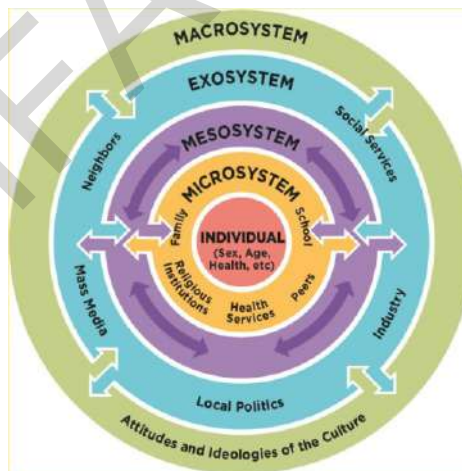 MACROSYSTEM
EXOSYSTEM
MESOSYSTEM
MICROSYSTEM
INDIVIDUAL
(Sex, Age,
Health, etc)
Family
School
Religious
Institutions
Health
Services
Peers
Neighbors
Social Services
Mass Media
Industry
Local Politics
Attitudes and Ideologies of the Culture